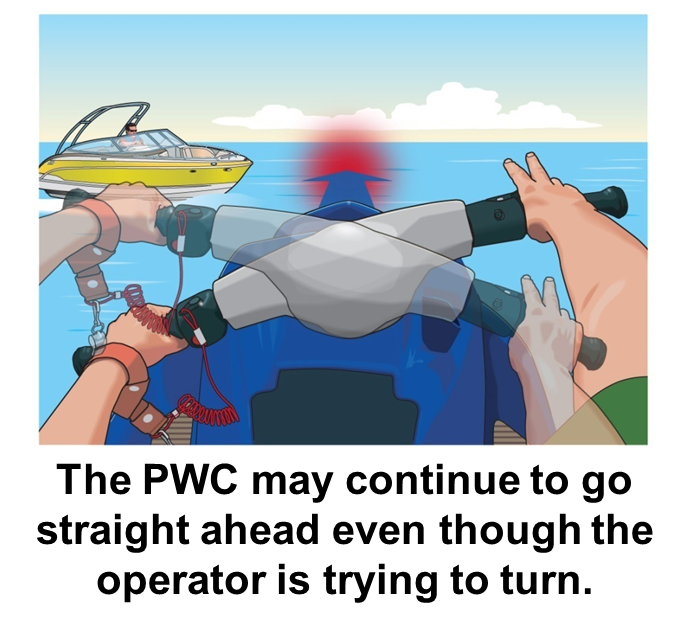 The PWC may continue to go
straight ahead even though the
operator is trying to turn.